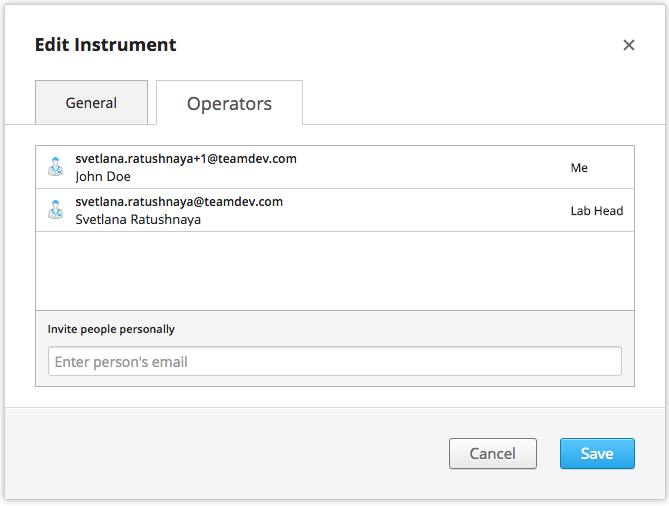 Edit Instrument
General
Operators
svetlana.ratushnaya+1@teamdev.com
John Doe
Me
svetlana.ratushnaya@teamdev.com
Svetlana Ratushnaya
Lab Head
Invite people personally
Enter person's email
Cancel
Save